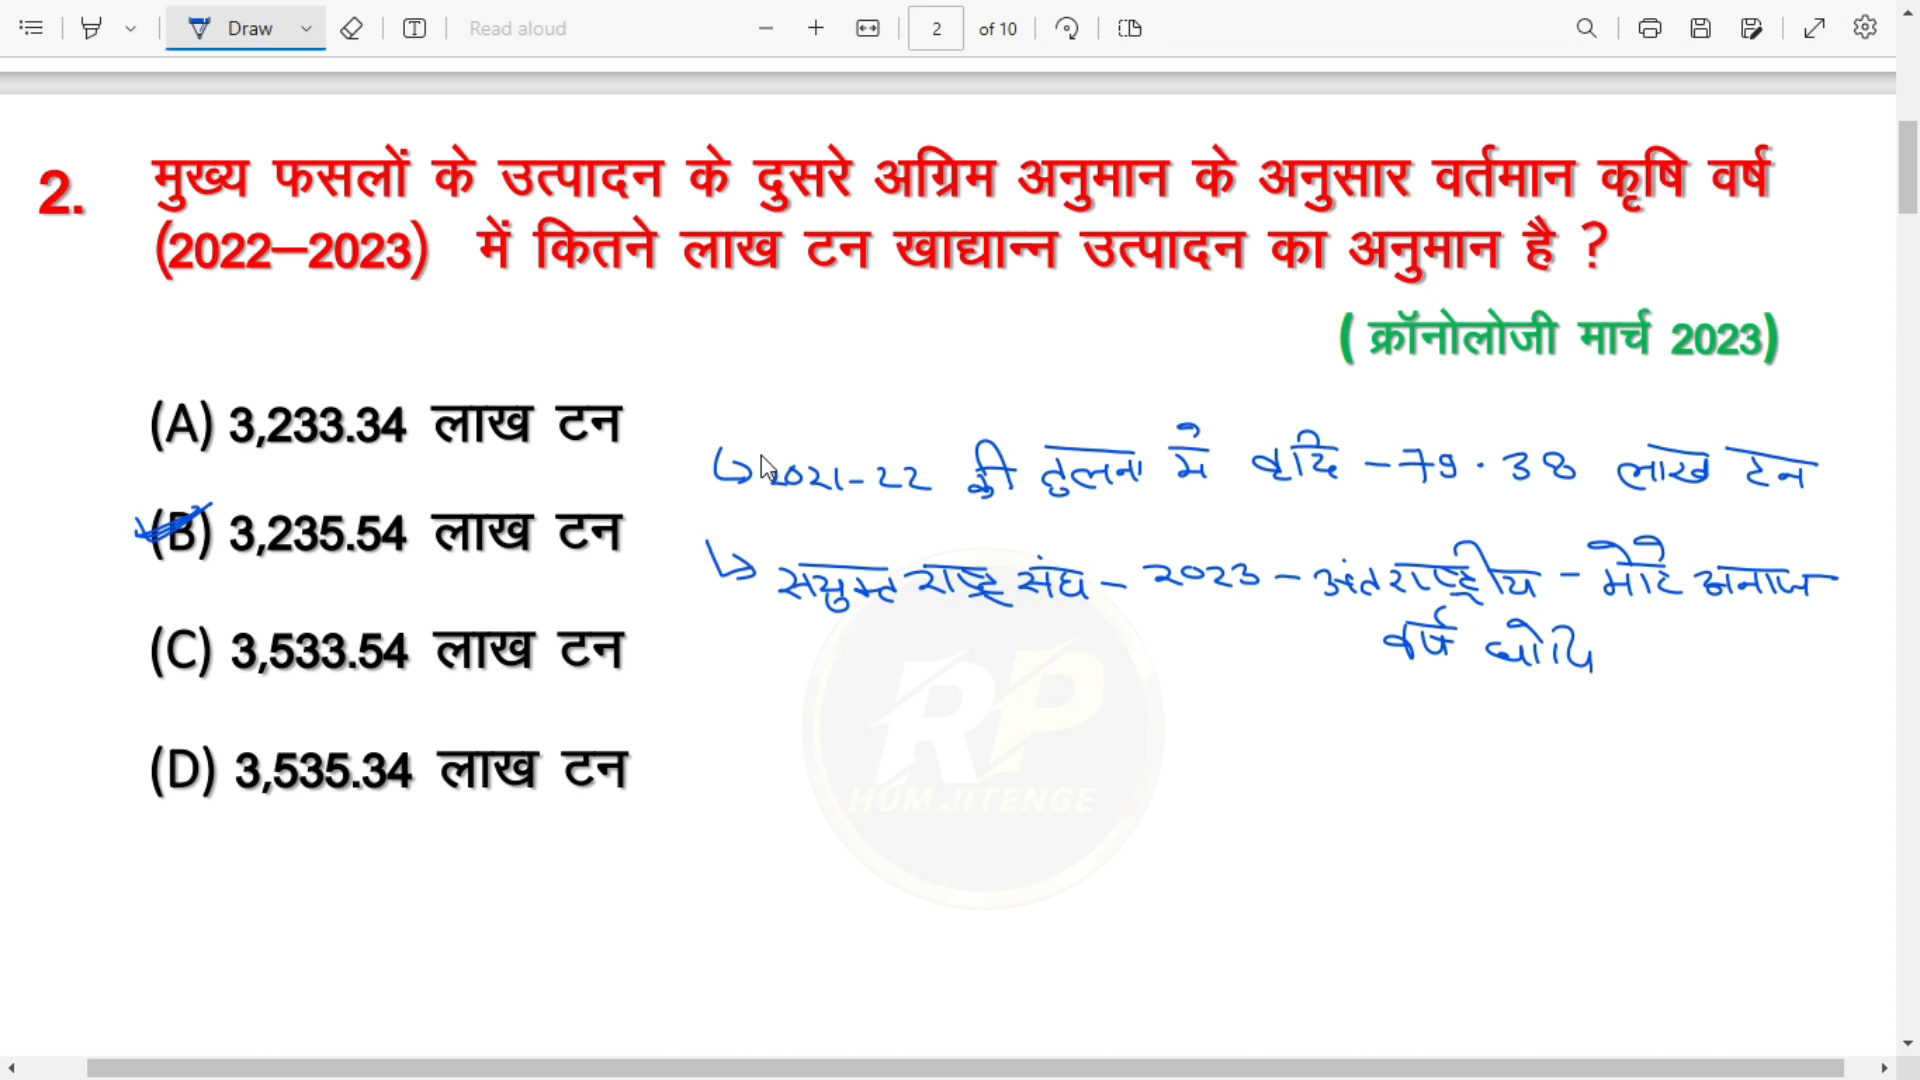 Draw
Read aloud
2 of 10
2. मुख्य फसलों के उत्पादन के दुसरे अग्रिम अनुमान के अनुसार वर्तमान कृषि वर्ष
(2022–2023) में कितने लाख टन खाद्यान्न उत्पादन का अनुमान है ?
( क्रॉनोलोजी मार्च 2023)
(A) 3,233.34 लाख टन
↳ 2021-22 की तुलना में वृद्धि - 79.38 लाख टन
(B) 3,235.54 लाख टन
↳ संयुक्त राष्ट्र संघ - 2023 - अंतराष्ट्रीय - मोटे अनाज
वर्ष
(C) 3,533.54 लाख टन
(D) 3,535.34 लाख टन
RP
HUM JITENGE